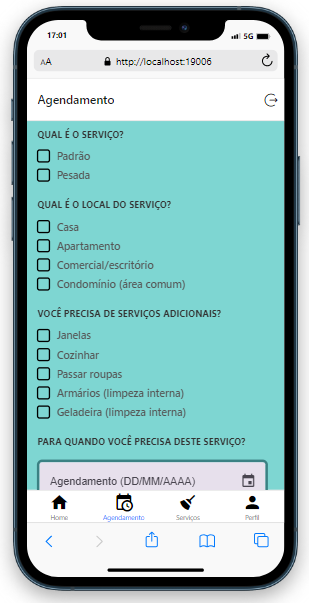 17:01
5G
AA
http://localhost:19006
Agendamento
QUAL É O SERVIÇO?
Padrão
Pesada
QUAL É O LOCAL DO SERVIÇO?
Casa
Apartamento
Comercial/escritório
Condomínio (área comum)
VOCÊ PRECISA DE SERVIÇOS ADICIONAIS?
Janelas
Cozinhar
Passar roupas
Armários (limpeza interna)
Geladeira (limpeza interna)
PARA QUANDO VOCÊ PRECISA DESTE SERVIÇO?
Agendamento (DD/MM/AAAA)
Home Agendamento Serviços Perfil